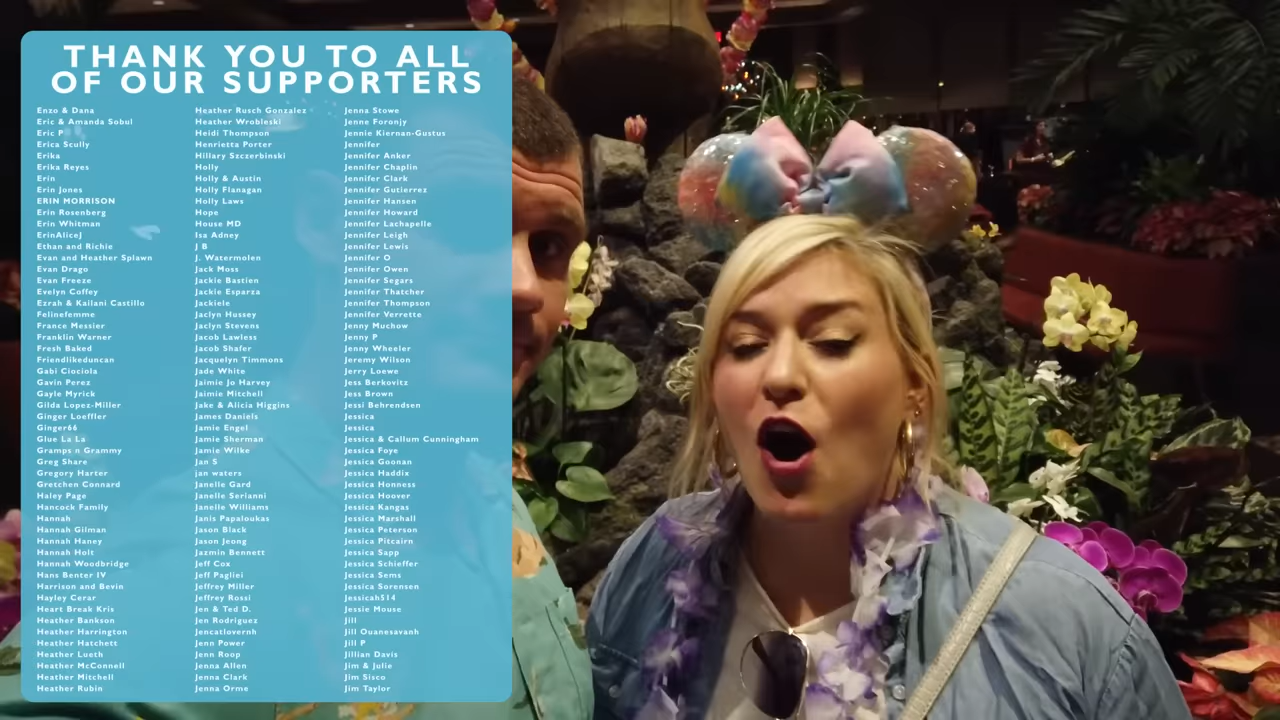 THANK YOU TO ALL
OF OUR SUPPORTERS
Enzo & Dana
Eric & Amanda Sobul
Eric P
Erica Scully
Erika
Erika Reyes
Erin
Erin Jones
ERIN MORRISON
Erin Rosenberg
Erin Whitman
ErinAliceJ
Ethan and Richie
Evan and Heather Splawn
Evan Drago
Evan Freeze
Evelyn Coffey
Ezrah & Kailani Castillo
Felinefemme
France Messier
Franklin Warner
Fresh Baked
Friendlikeduncan
Gabi Ciociola
Gavin Perez
Gayle Myrick
Gilda Lopez-Miller
Ginger Loeffler
Ginger66
Glue La La
Gramps n Grammy
Greg Share
Gregory Harter
Gretchen Connard
Haley Page
Hancock Family
Hannah
Hannah Gilman
Hannah Haney
Hannah Holt
Hannah Woodbridge
Hans Benter IV
Harrison and Bevin
Hayley Cerar
Heart Break Kris
Heather Bankson
Heather Harrington
Heather Hatchett
Heather Lueth
Heather McConnell
Heather Mitchell
Heather Rubin
Heather Rusch Gonzalez
Heather Wrobleski
Heidi Thompson
Henrietta Porter
Hillary Szczerbinski
Holly
Holly & Austin
Holly Flanagan
Holly Laws
Hope
House MD
Isa Adney
J B
J. Watermolen
Jack Moss
Jackie Bastien
Jackie Esparza
Jackiele
Jaclyn Hussey
Jaclyn Stevens
Jacob Lawless
Jacob Shafer
Jacquelyn Timmons
Jade White
Jaimie Jo Harvey
Jaimie Mitchell
Jake & Alicia Higgins
James Daniels
Jamie Engel
Jamie Sherman
Jamie Wilke
Jan S
jan waters
Janelle Gard
Janelle Serianni
Janelle Williams
Janis Papaloukas
Jason Black
Jason Jeong
Jazmin Bennett
Jeff Cox
Jeff Pagliei
Jeffrey Miller
Jeffrey Rossi
Jen & Ted D.
Jen Rodriguez
Jencatlovernh
Jenn Power
Jenn Roop
Jenna Allen
Jenna Clark
Jenna Orme
Jenna Stowe
Jenne Foronjy
Jennie Kiernan-Gustus
Jennifer
Jennifer Anker
Jennifer Chaplin
Jennifer Clark
Jennifer Gutierrez
Jennifer Hansen
Jennifer Howard
Jennifer Lachapelle
Jennifer Leigh
Jennifer Lewis
Jennifer O
Jennifer Owen
Jennifer Segars
Jennifer Thatcher
Jennifer Thompson
Jennifer Verrette
Jenny Muchow
Jenny P
Jenny Wheeler
Jeremy Wilson
Jerry Loewe
Jess Berkovitz
Jess Brown
Jessi Behrendsen
Jessica
Jessica
Jessica & Callum Cunningham
Jessica Foye
Jessica Goonan
Jessica Haddix
Jessica Honness
Jessica Hoover
Jessica Kangas
Jessica Marshall
Jessica Peterson
Jessica Pitcairn
Jessica Sapp
Jessica Schieffer
Jessica Sems
Jessica Sorensen
Jessicah514
Jessie Mouse
Jill
Jill Ouanesavanh
Jill P
Jillian Davis
Jim & Julie
Jim Sisco
Jim Taylor